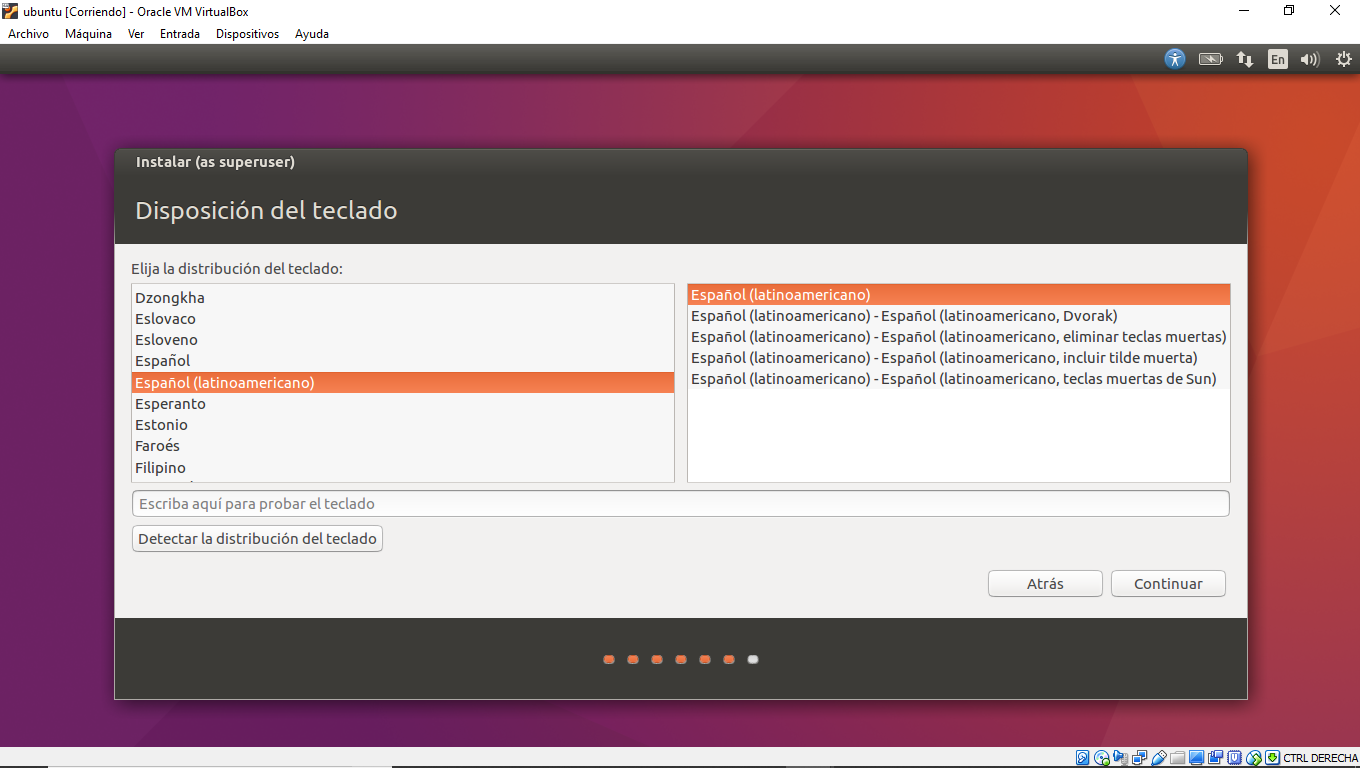 ubuntu [Corriendo] - Oracle VM VirtualBox
Archivo Máquina Ver Entrada Dispositivos Ayuda
En
Instalar (as superuser)
Disposición del teclado
Elija la distribución del teclado:
Dzongkha
Eslovaco
Esloveno
Español
Español (latinoamericano)
Esperanto
Estonio
Faroés
Filipino
Español (latinoamericano)
Español (latinoamericano) - Español (latinoamericano, Dvorak)
Español (latinoamericano) - Español (latinoamericano, eliminar teclas muertas)
Español (latinoamericano) - Español (latinoamericano, incluir tilde muerta)
Español (latinoamericano) - Español (latinoamericano, teclas muertas de Sun)
Escriba aquí para probar el teclado
Detectar la distribución del teclado
Atrás Continuar
CTRL DERECHA